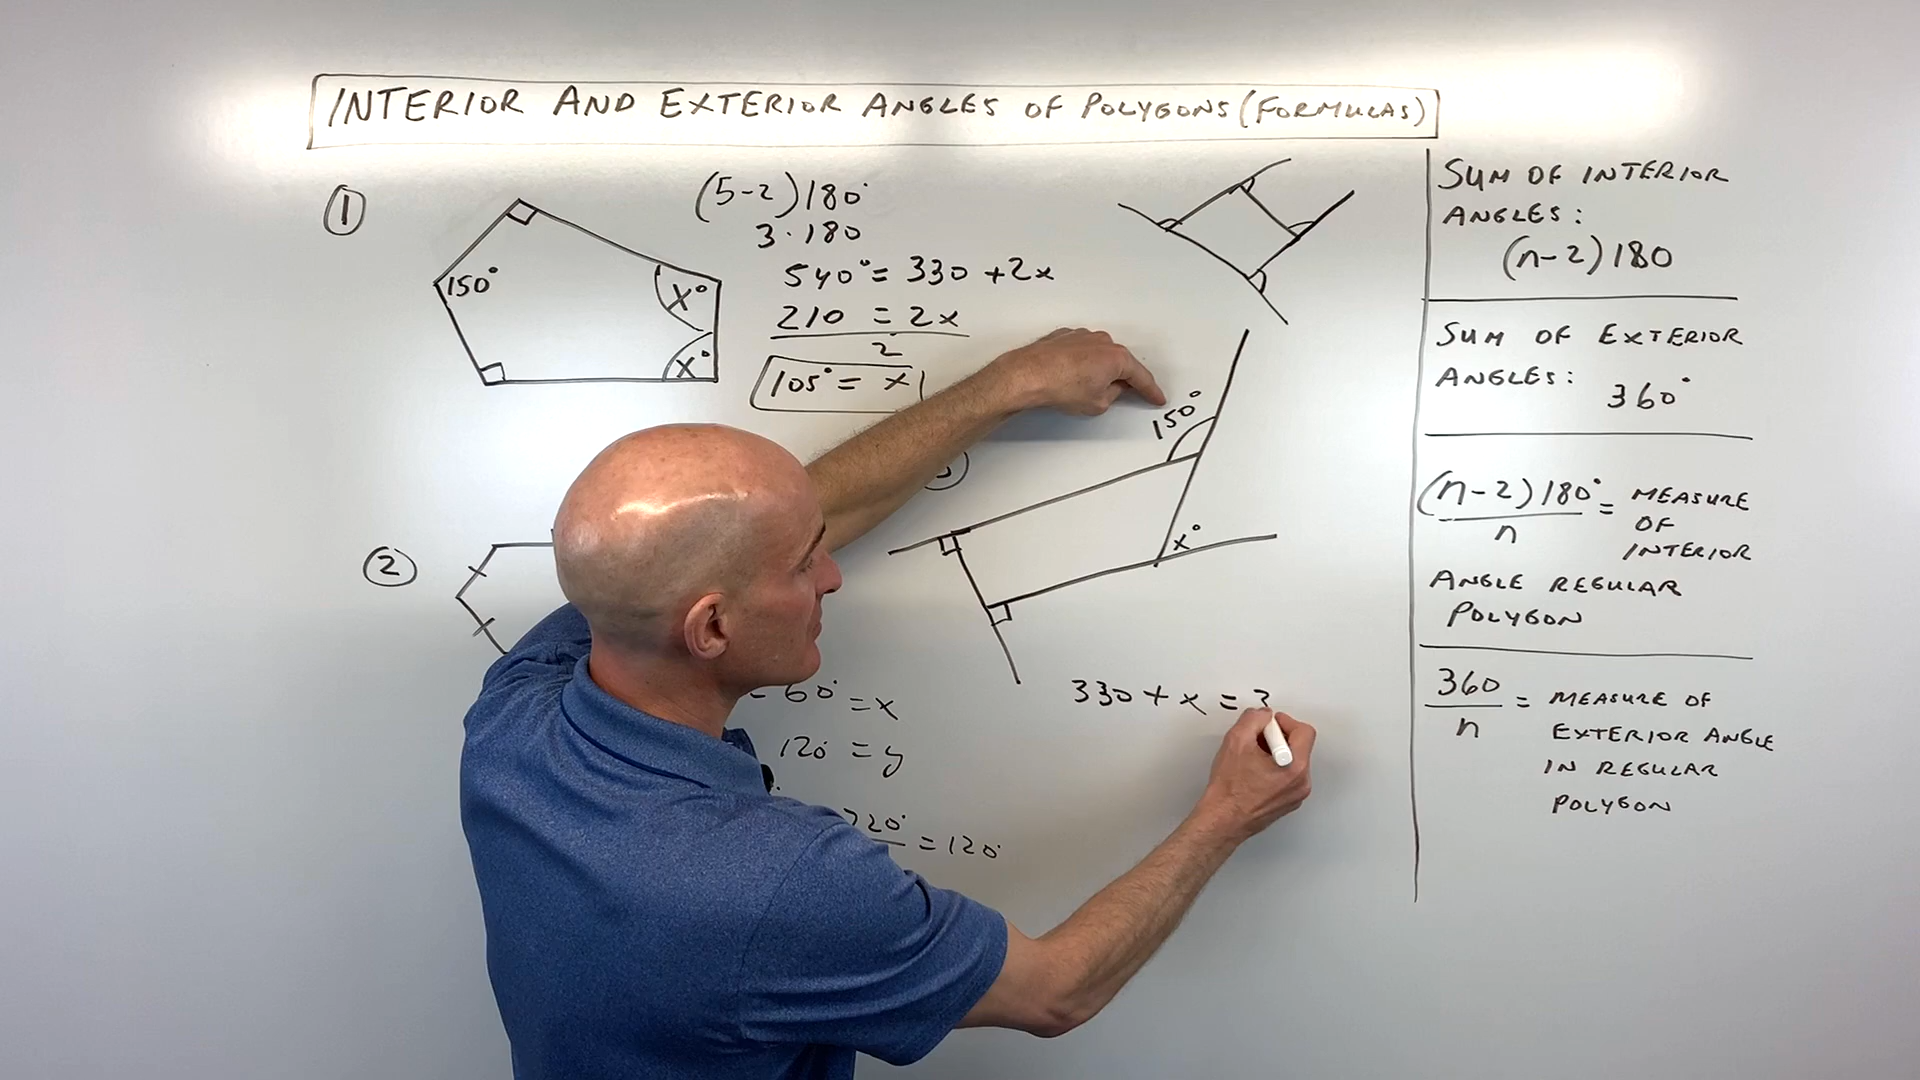 INTERIOR AND EXTERIOR ANGLES OF POLYGONS (FORMULAS)
1
150°
x°
x°
(5-2)180°
3·180
540° = 330 + 2x
210 = 2x
2
105° = x
2
= 60° = x
120° = y
720° = 120°
150°
x°
330 + x = 3
SUM OF INTERIOR
ANGLES:
(n-2)180
SUM OF EXTERIOR
ANGLES:
360°
(n-2)180° = MEASURE
n
OF
INTERIOR
ANGLE REGULAR
POLYGON
360 = MEASURE OF
n
EXTERIOR ANGLE
IN REGULAR
POLYGON